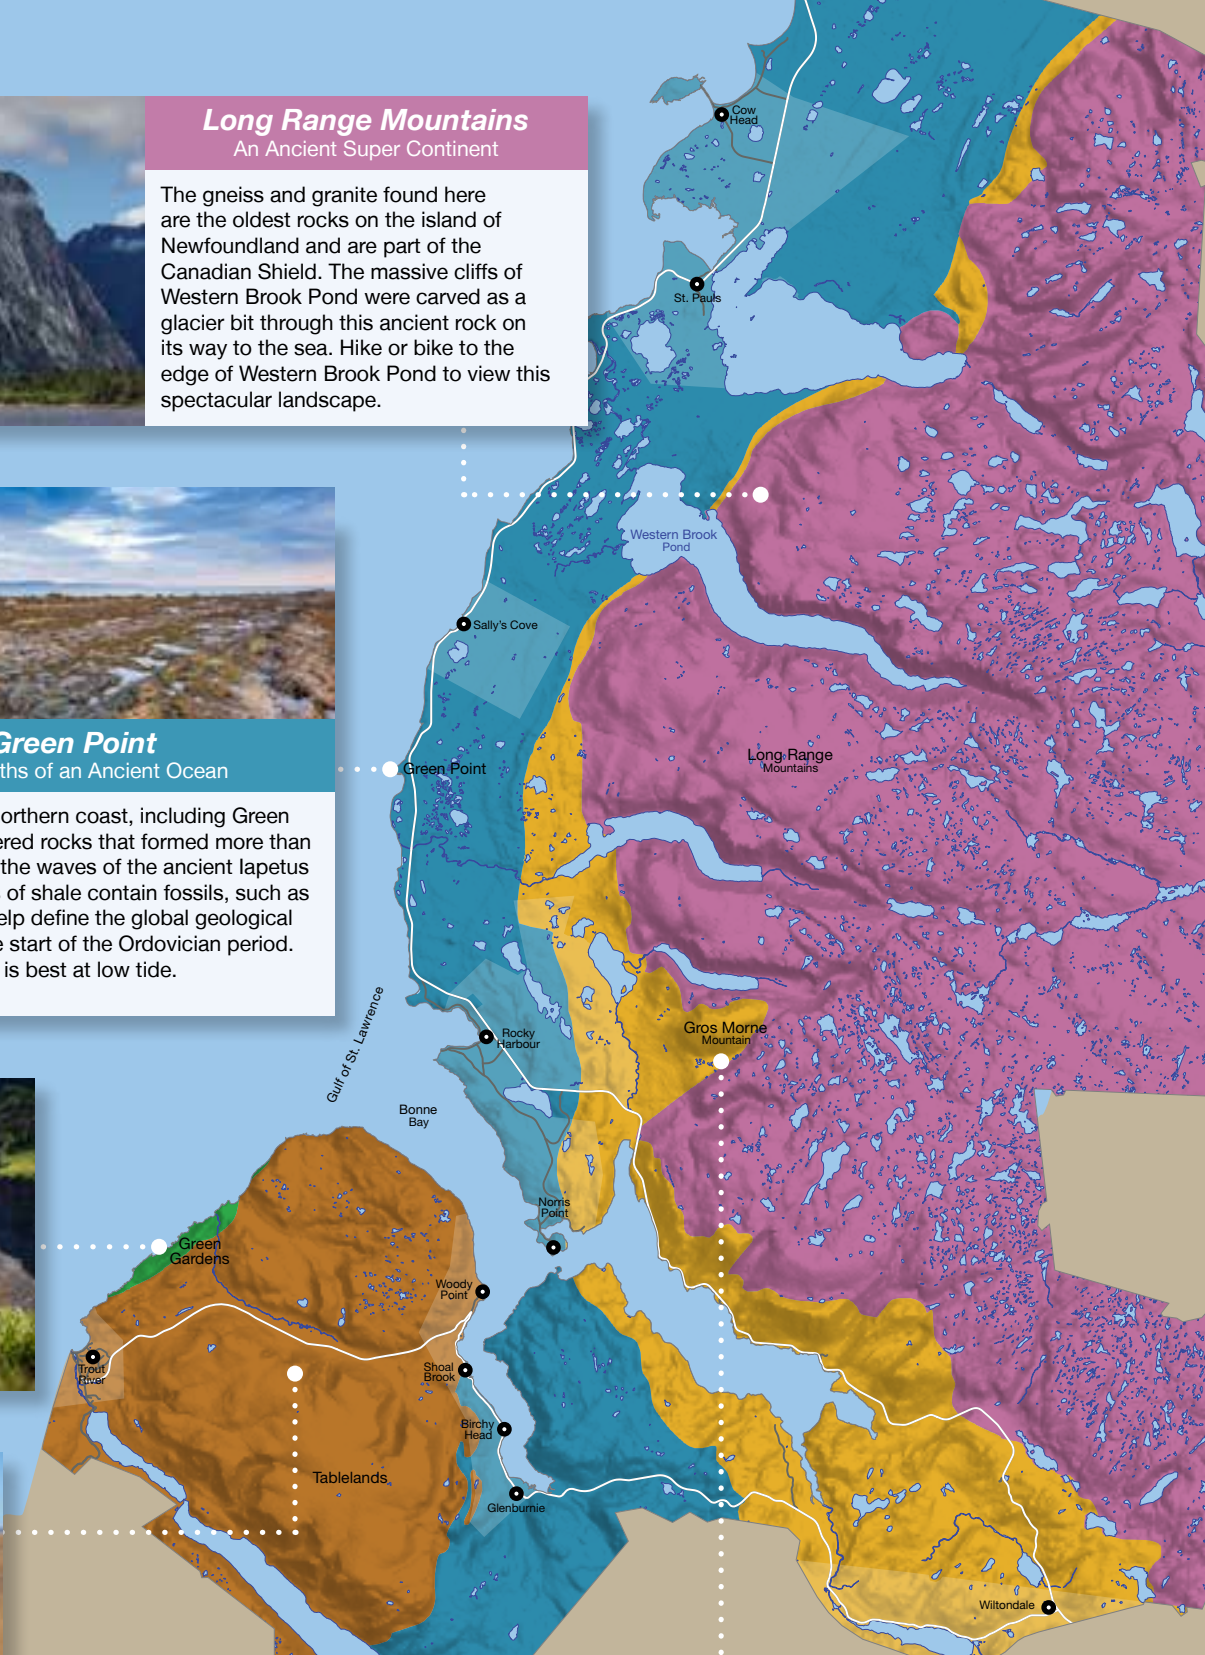 Long Range Mountains
An Ancient Super Continent
The gneiss and granite found here
are the oldest rocks on the island of
Newfoundland and are part of the
Canadian Shield. The massive cliffs of
Western Brook Pond were carved as a
glacier bit through this ancient rock on
its way to the sea. Hike or bike to the
edge of Western Brook Pond to view this
spectacular landscape.
Cow
Head
St. Pauls
Western Brook
Pond
Sally's Cove
Green Point
of an Ancient Ocean
coast, including Green
rocks that formed more than
the waves of the ancient Iapetus
of shale contain fossils, such as
define the global geological
start of the Ordovician period.
is best at low tide.
Green Point
Long Range
Mountains
Gulf of St. Lawrence
Rocky
Harbour
Gros Morne
Mountain
Bonne
Bay
Norris
Point
Green
Gardens
Woody
Point
Trout
River
Shoal
Brook
Birchy
Head
Tablelands
Glenburnie
Wiltondale